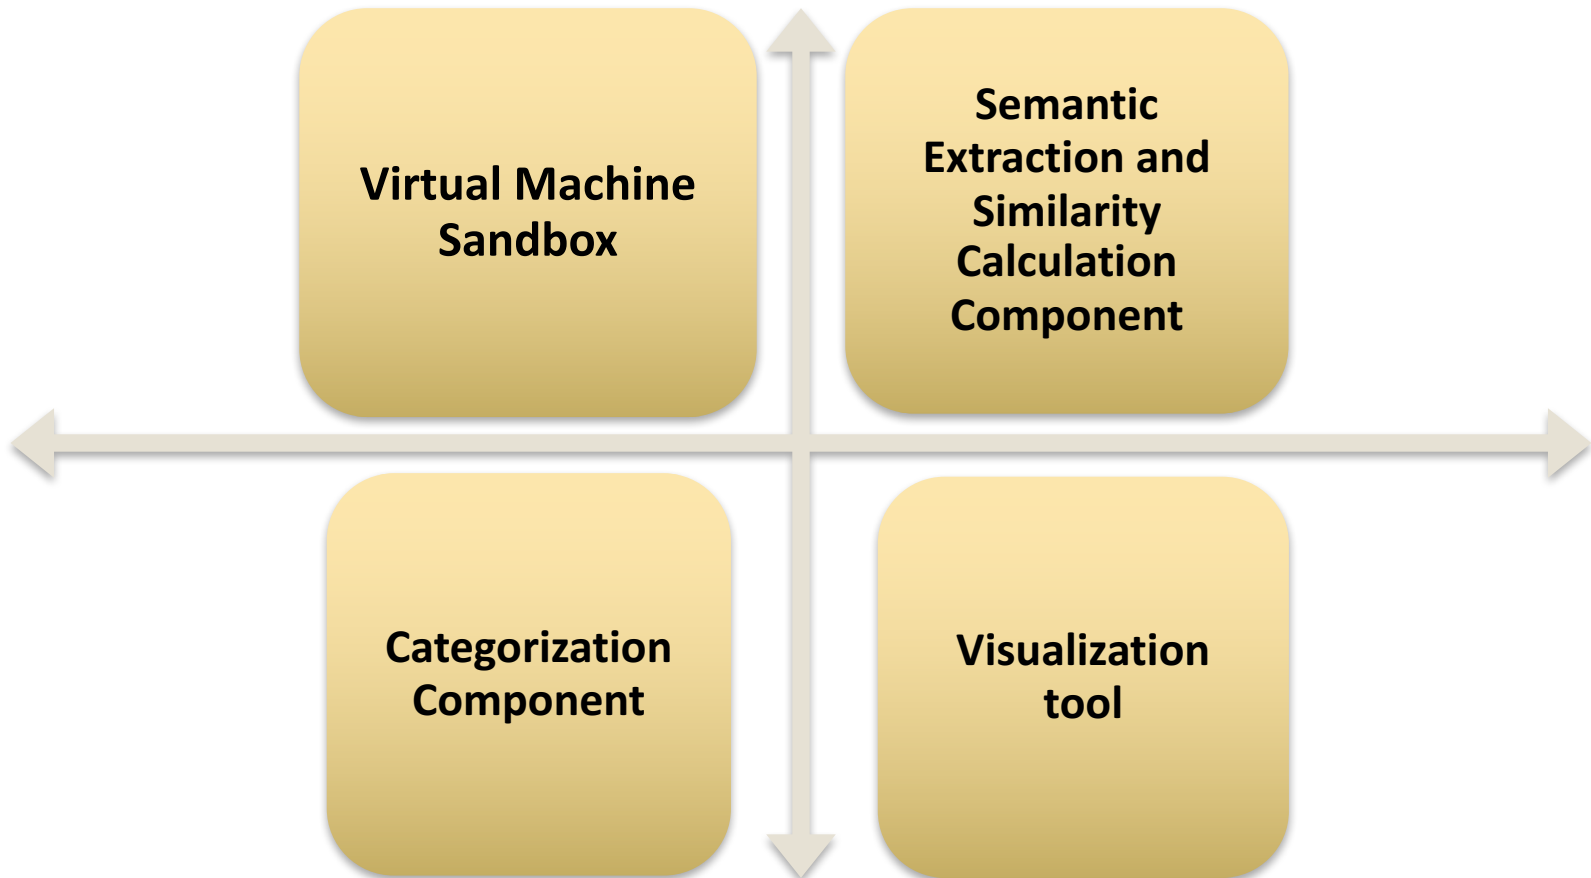 Virtual Machine
Sandbox
Semantic
Extraction and
Similarity
Calculation
Component
Categorization
Component
Visualization
tool